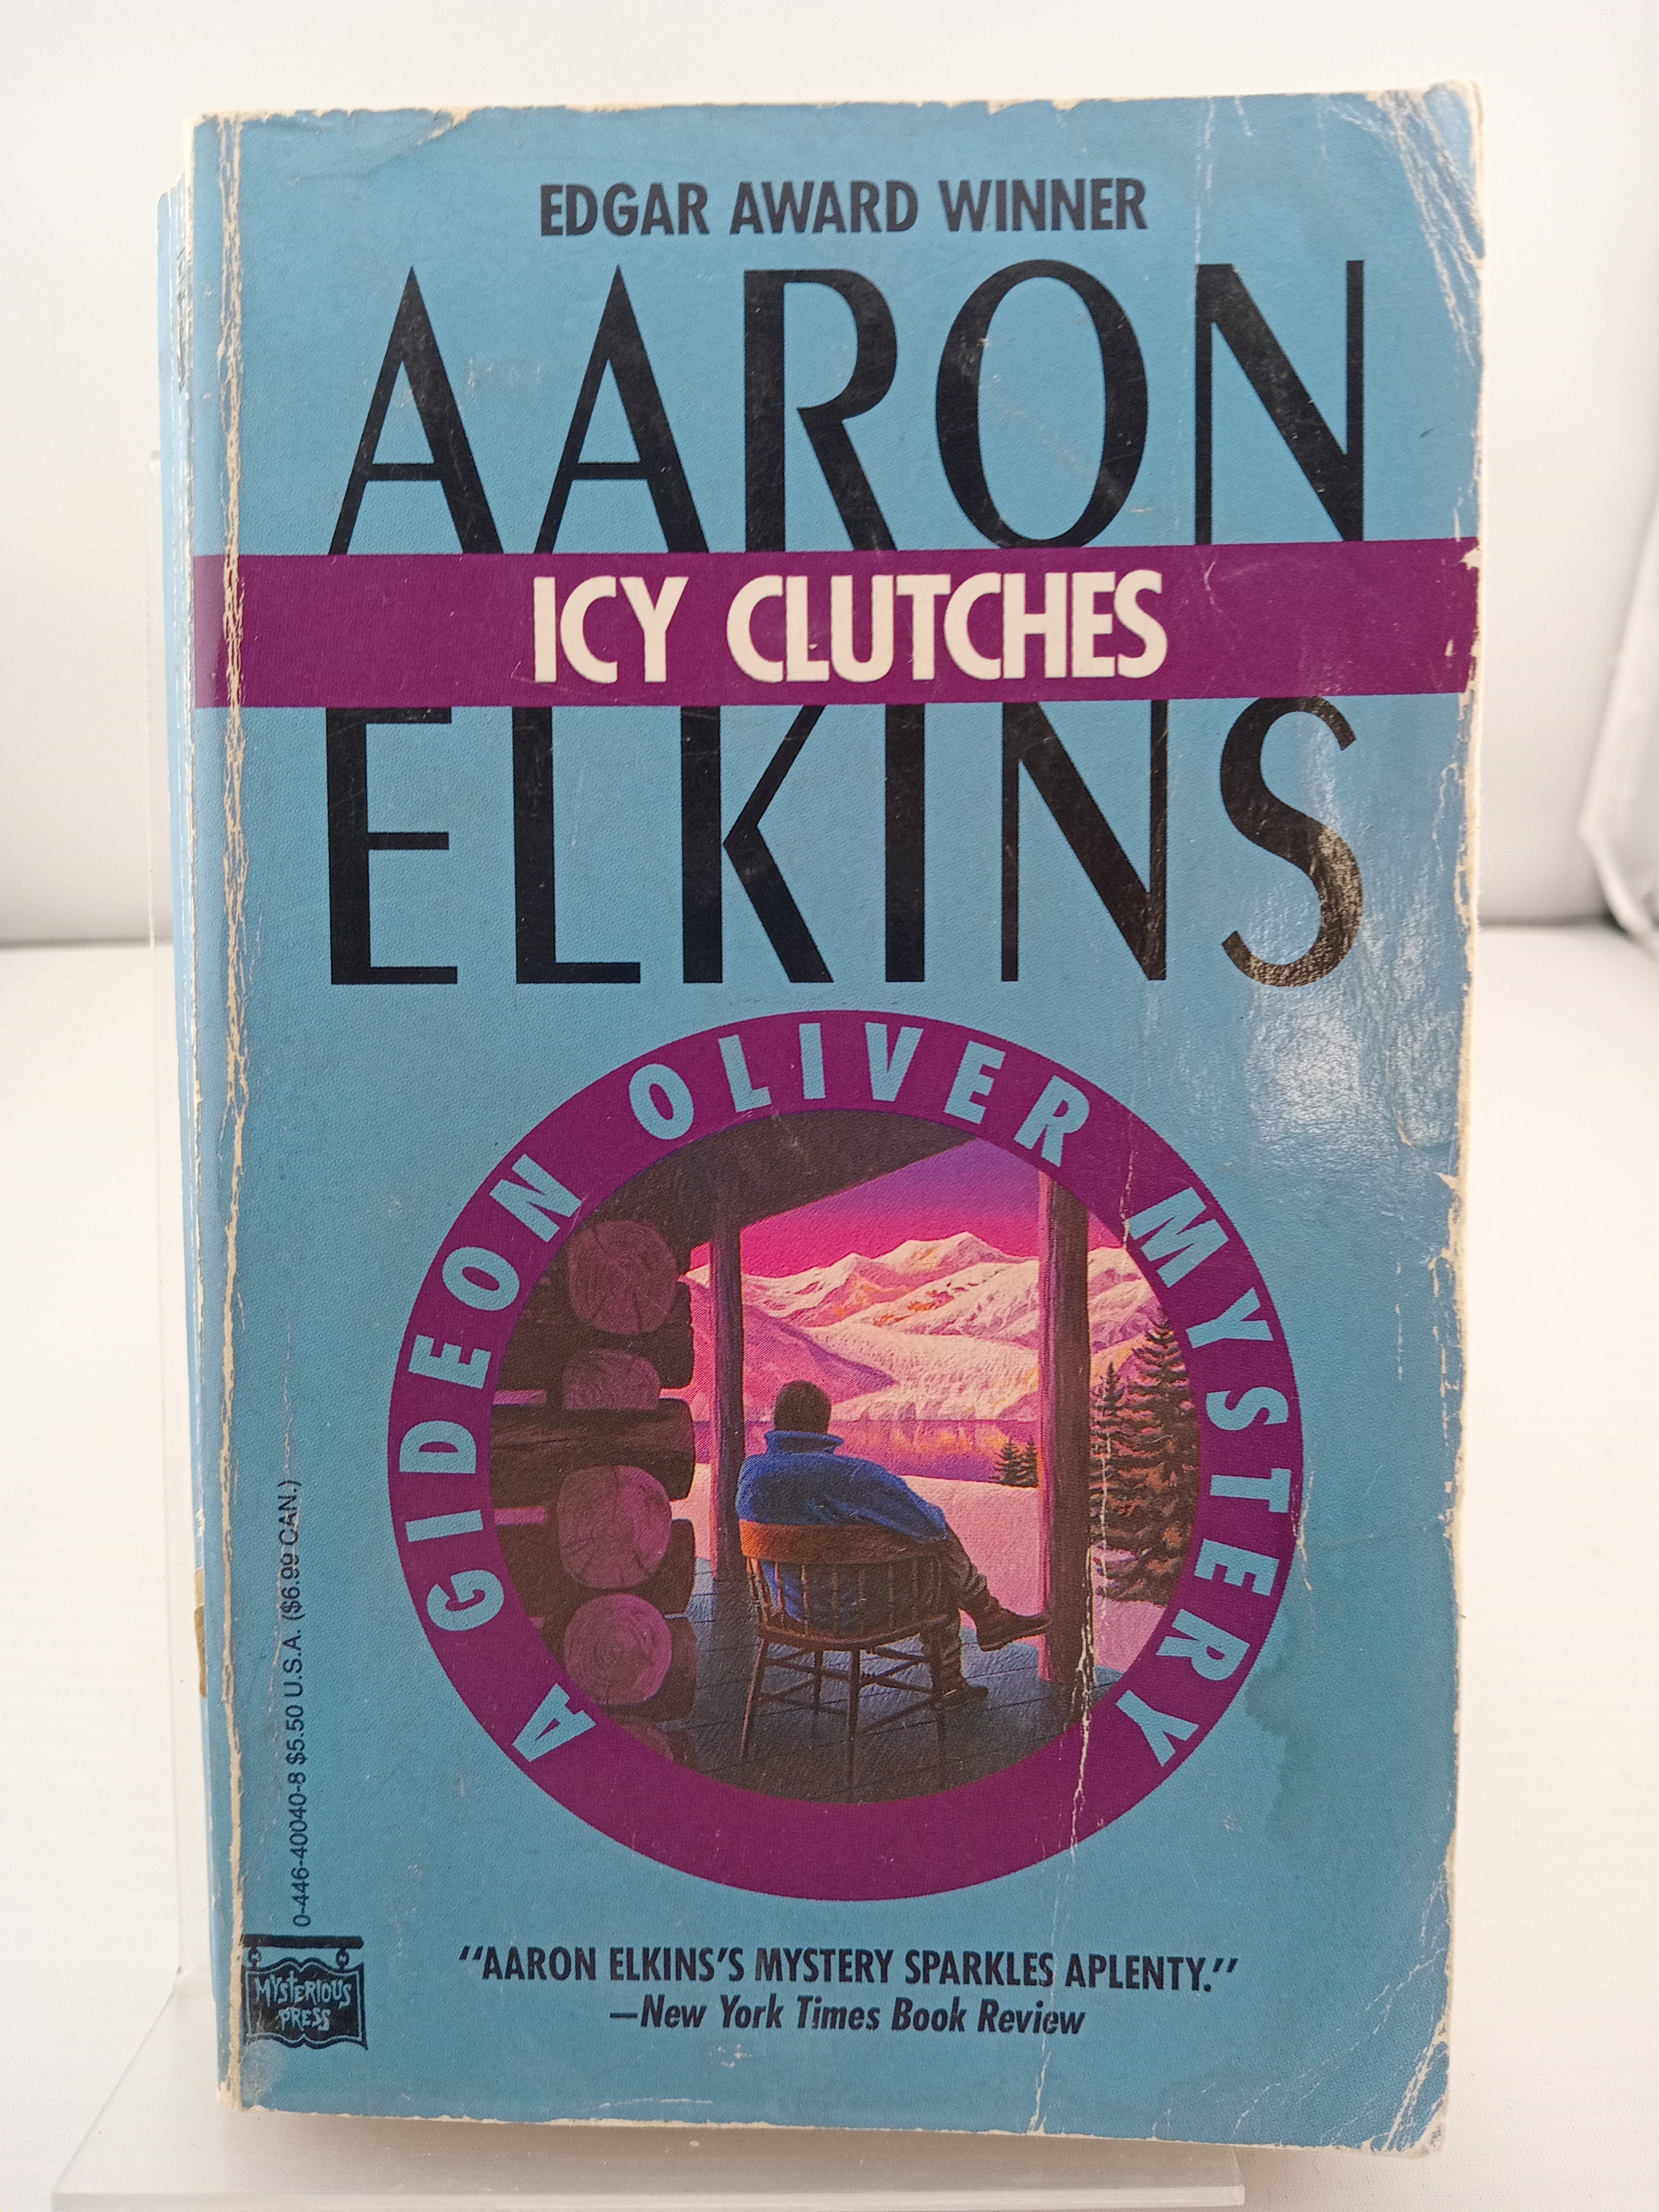 EDGAR AWARD WINNER
AARON
ICY CLUTCHES
ELKINS
A GIDEON OLIVER MYSTERY
0-446-40040-8 $5.50 U.S.A. ($6.99 CAN.)
MYSTERIOUS
PRESS
"AARON ELKINS'S MYSTERY SPARKLES APLENTY."
—New York Times Book Review